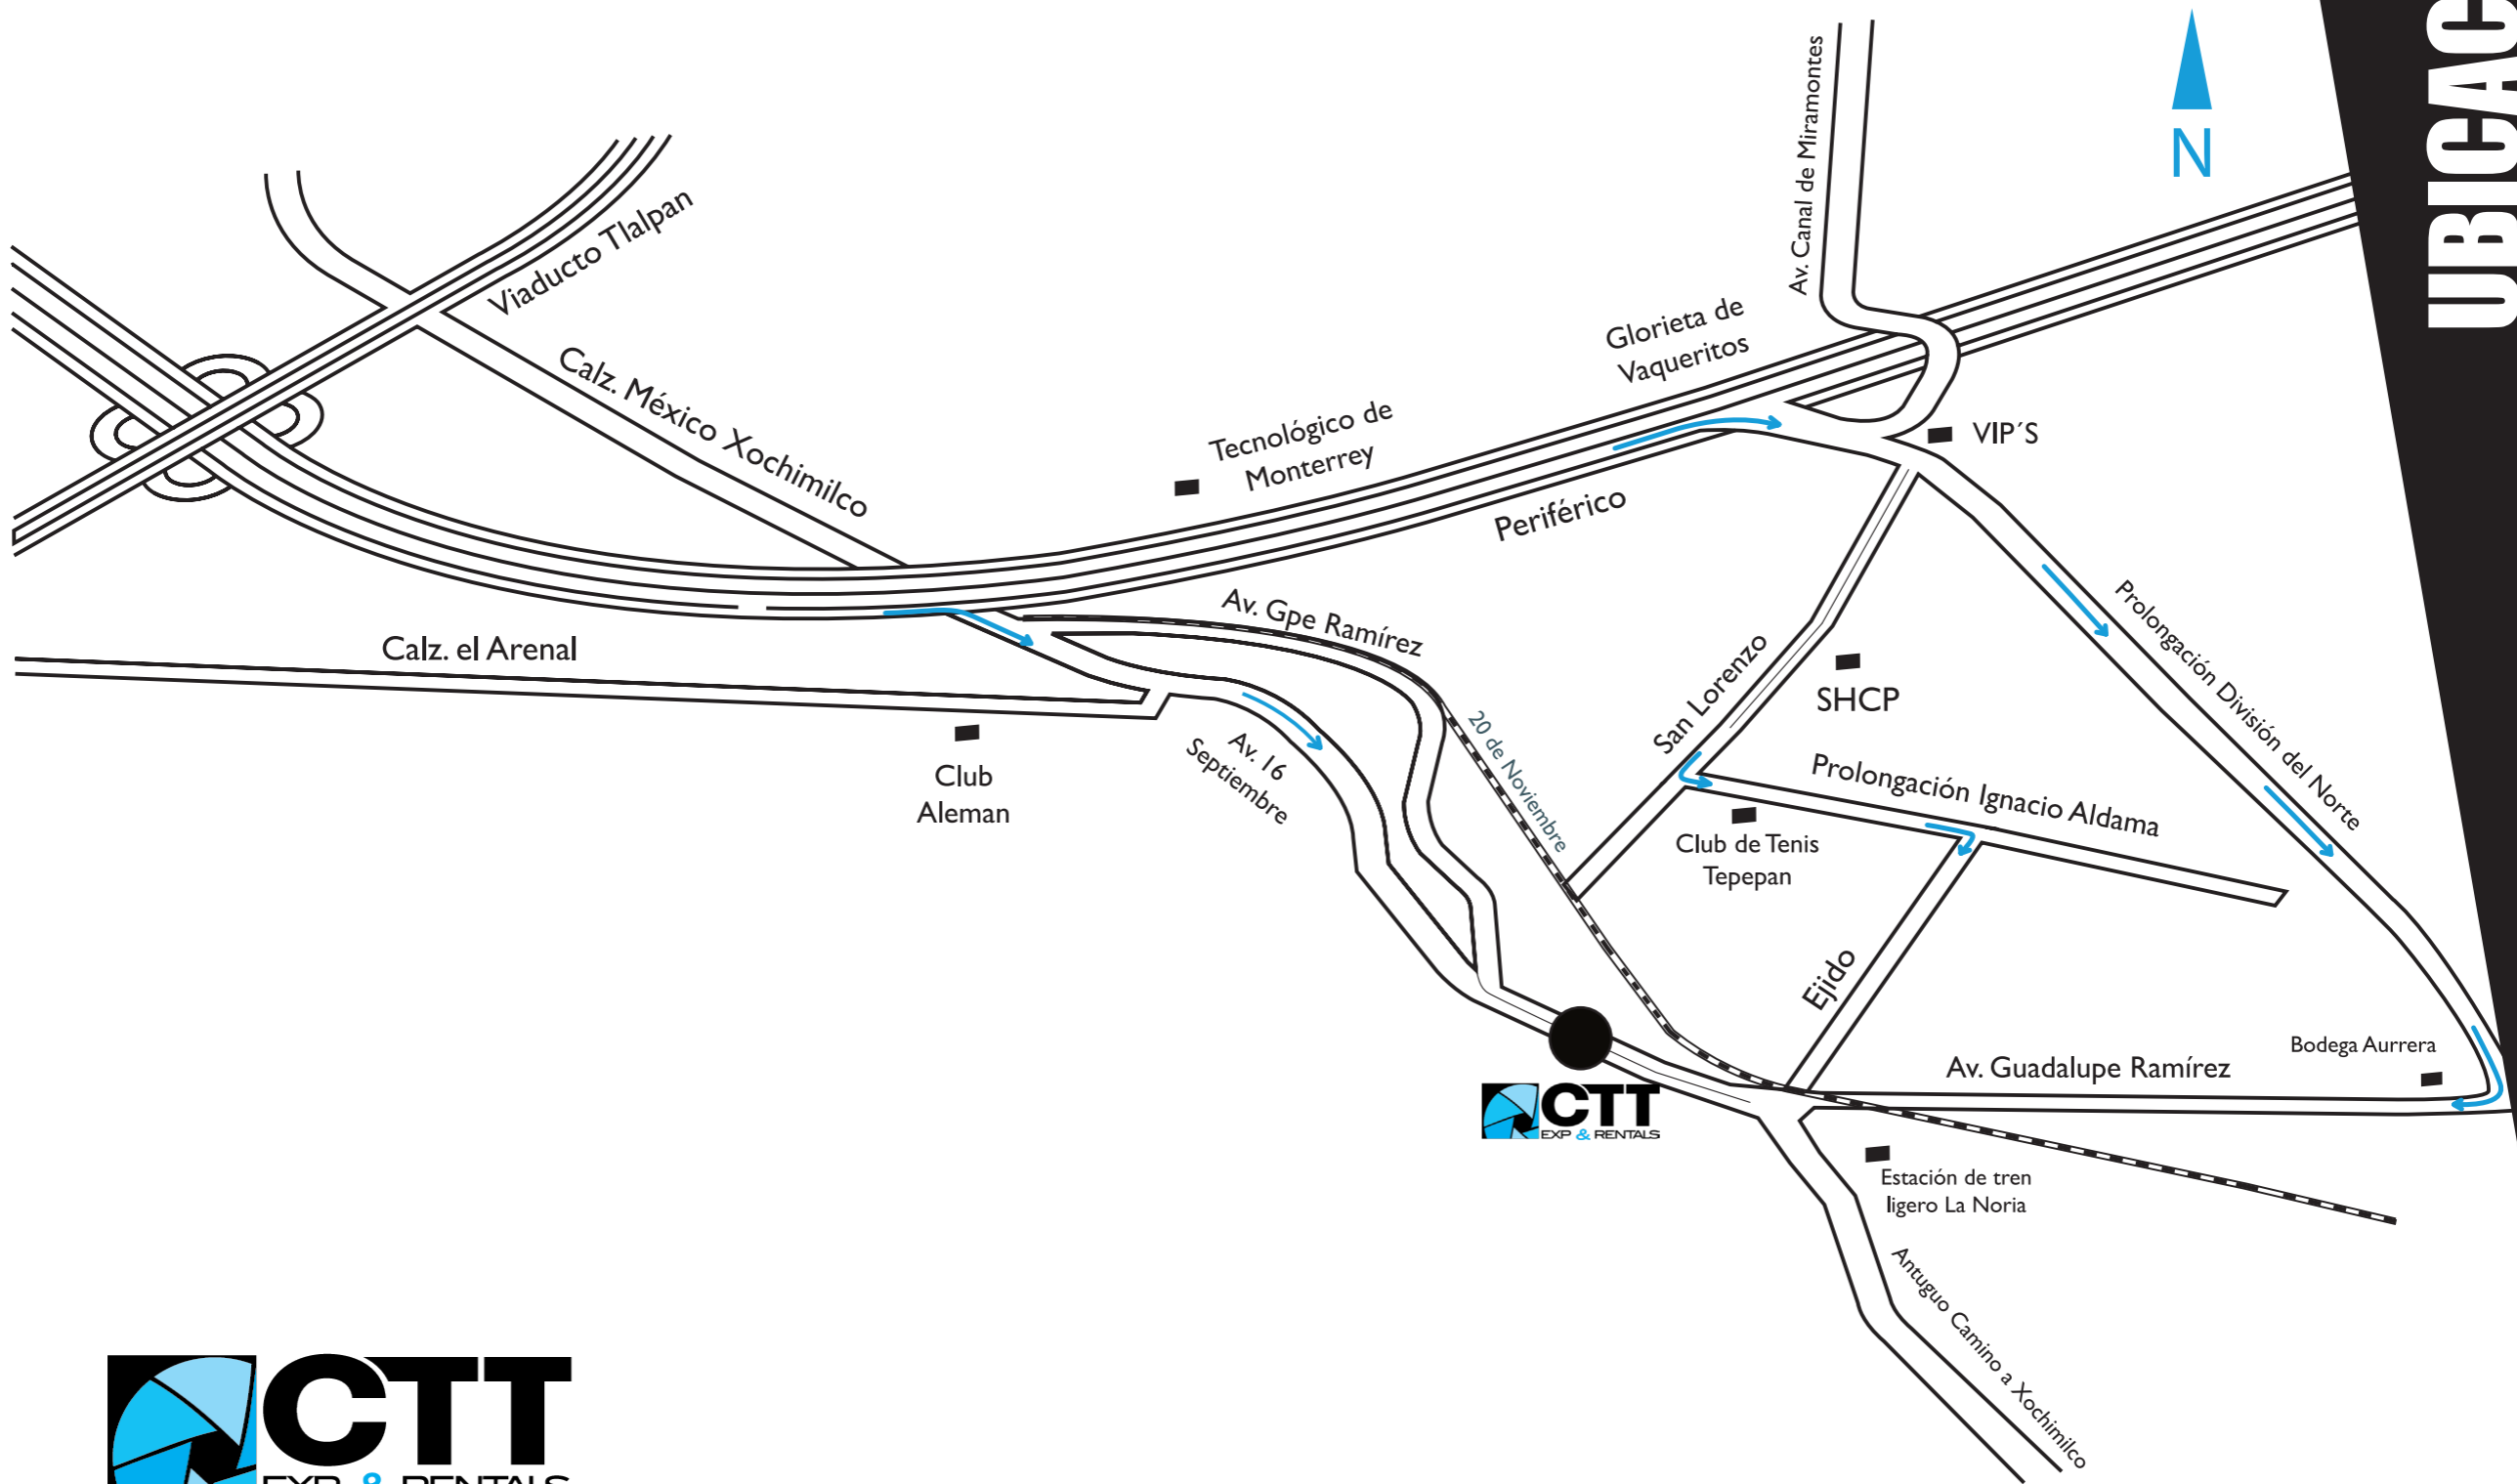 UBICAC
N
Av. Canal de Miramontes
Viaducto Tlalpan
Glorieta de
Vaqueritos
Calz. México Xochimilco
Tecnológico de
Monterrey
VIP´S
Periférico
Av. Gpe Ramírez
Prolongación División del Norte
Calz. el Arenal
San Lorenzo
SHCP
20 de Noviembre
Av. 16
Septiembre
Club
Aleman
Prolongación Ignacio Aldama
Club de Tenis
Tepepan
Ejido
Bodega Aurrera
Av. Guadalupe Ramírez
CTT
EXP & RENTALS
Estación de tren
ligero La Noria
Antuguo Camino a Xochimilco
CTT
EXP & RENTALS